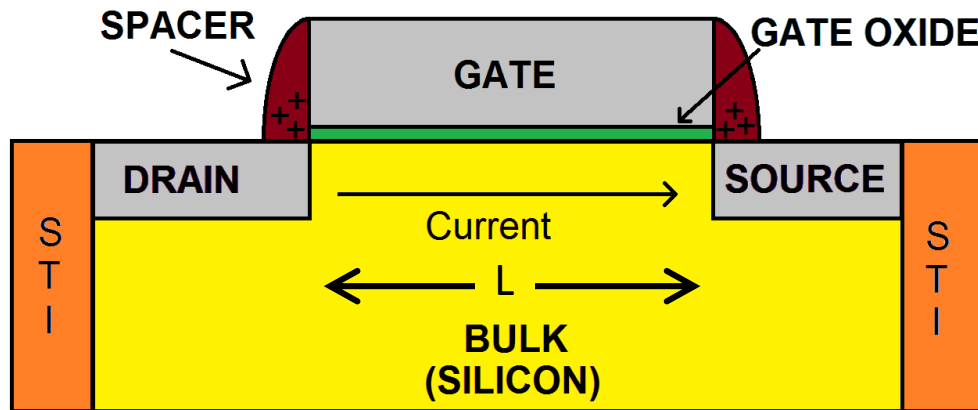 SPACER
GATE OXIDE
GATE
+ + +
+ + +
DRAIN
SOURCE
Current
S
T
I
S
T
I
L
BULK
(SILICON)